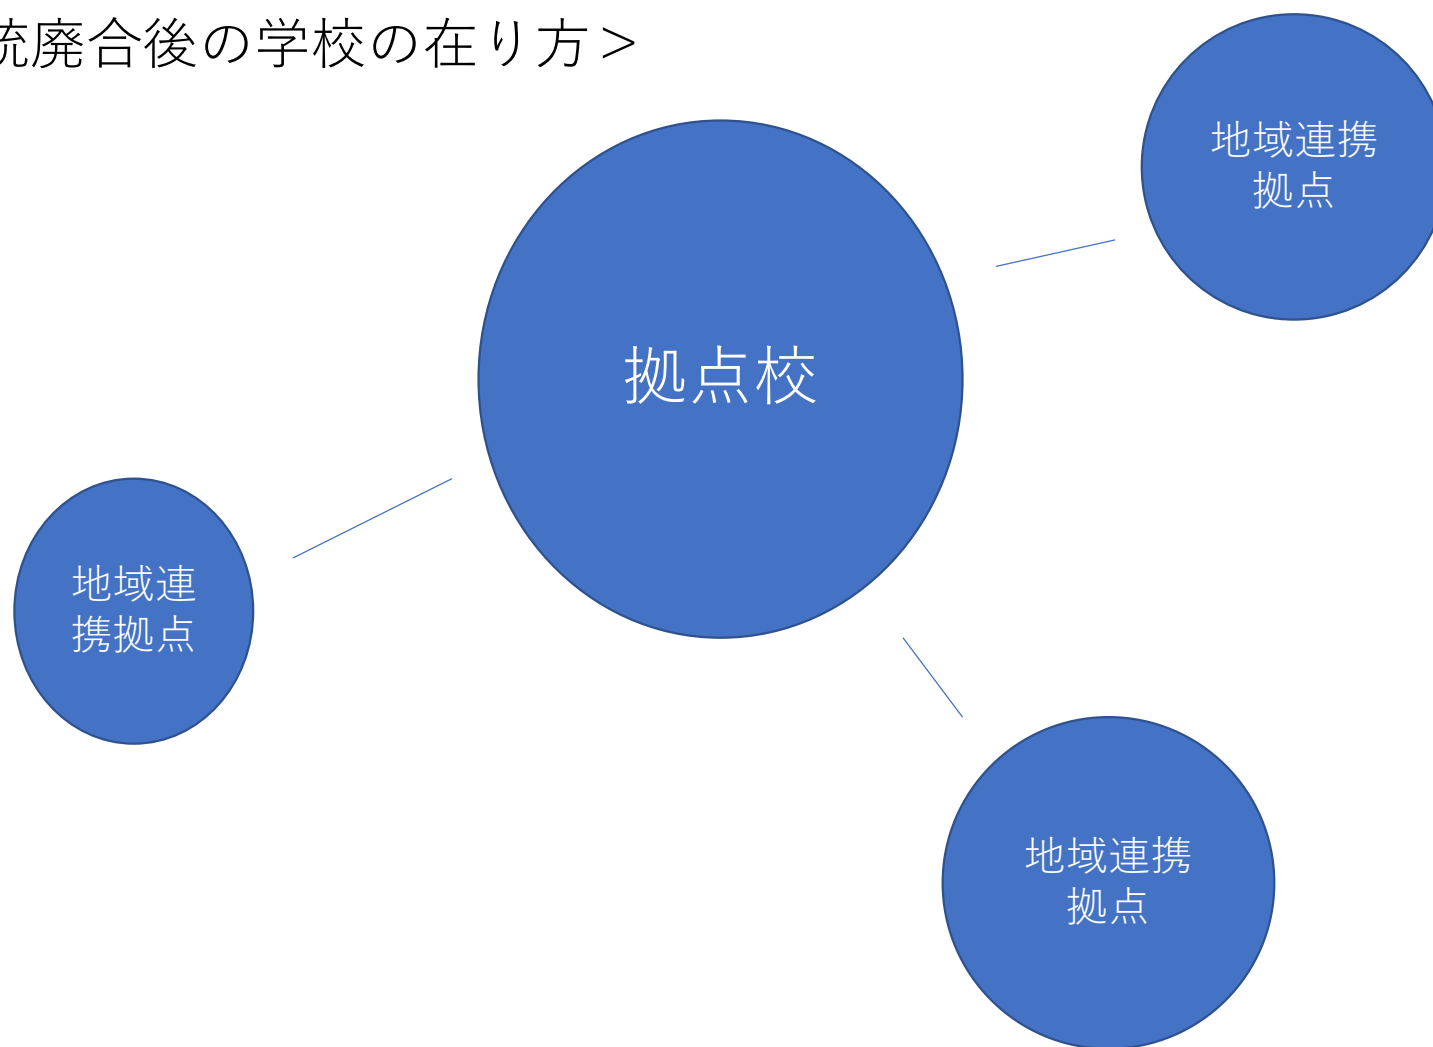 統廃合後の学校の在り方＞
地域連携
拠点
拠点校
地域連
携拠点
地域連携
拠点